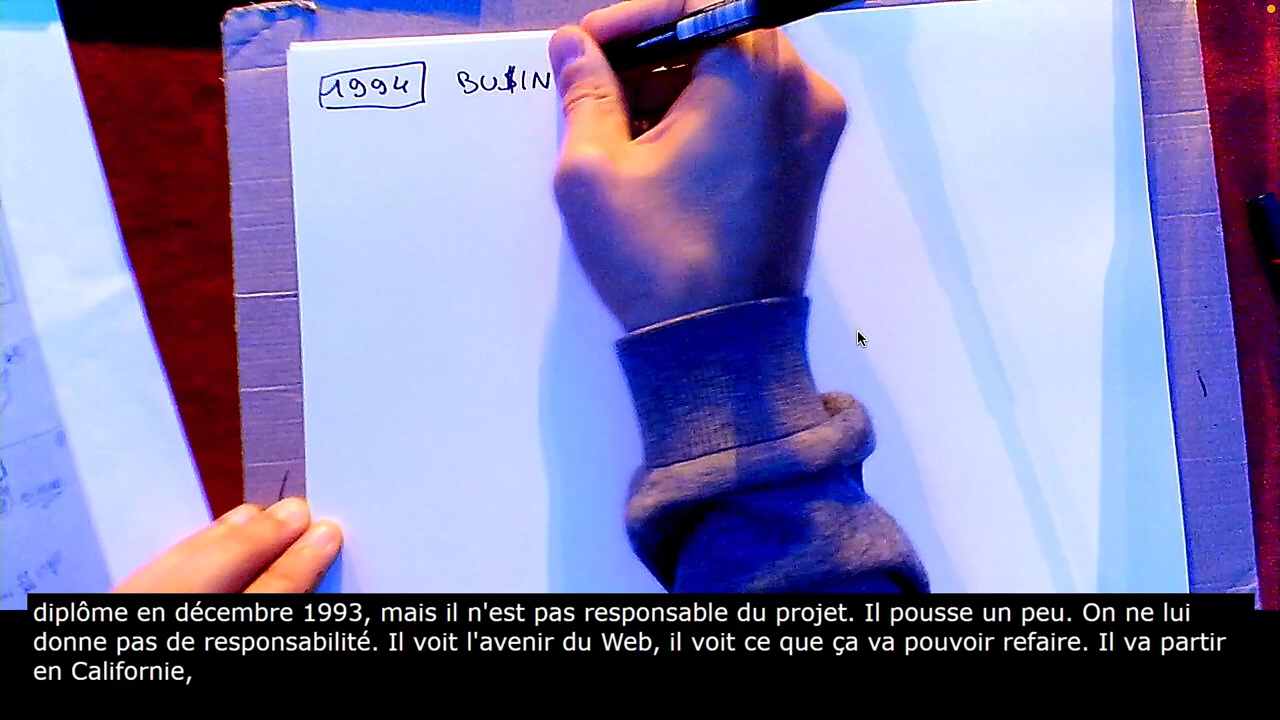 1994 BU$IN
diplôme en décembre 1993, mais il n'est pas responsable du projet. Il pousse un peu. On ne lui
donne pas de responsabilité. Il voit l'avenir du Web, il voit ce que ça va pouvoir refaire. Il va partir
en Californie,